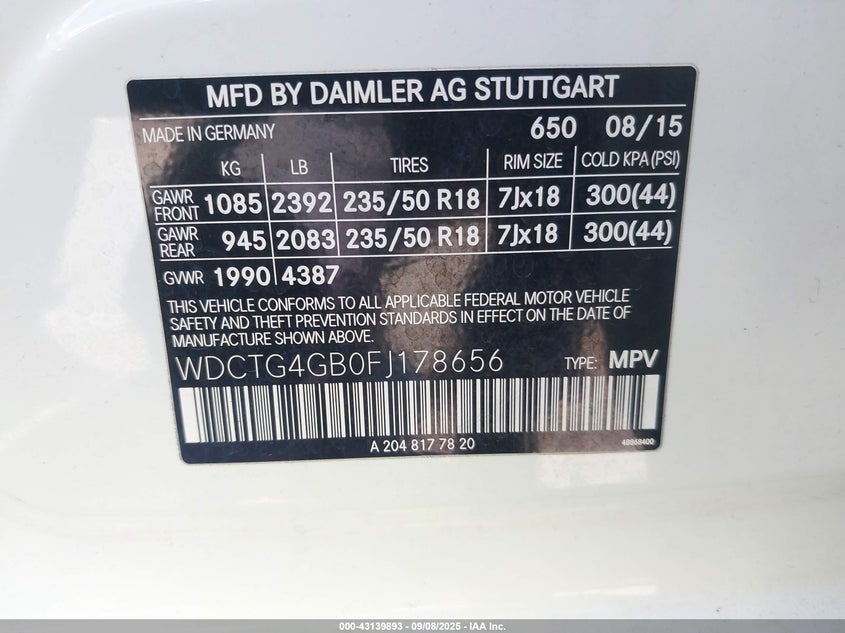 MFD BY DAIMLER AG STUTTGART
MADE IN GERMANY 650 08/15
KG LB TIRES RIM SIZE COLD KPA (PSI)
GAWR FRONT 1085 2392 235/50 R18 7Jx18 300(44)
GAWR REAR 945 2083 235/50 R18 7Jx18 300(44)
GVWR 1990 4387
THIS VEHICLE CONFORMS TO ALL APPLICABLE FEDERAL MOTOR VEHICLE
SAFETY AND THEFT PREVENTION STANDARDS IN EFFECT ON THE DATE OF
MANUFACTURE SHOWN ABOVE.
WDCTG4GB0FJ178656 TYPE: MPV
A 204 817 78 20 48868400
000-43139893 - 09/08/2025 - IAA Inc.